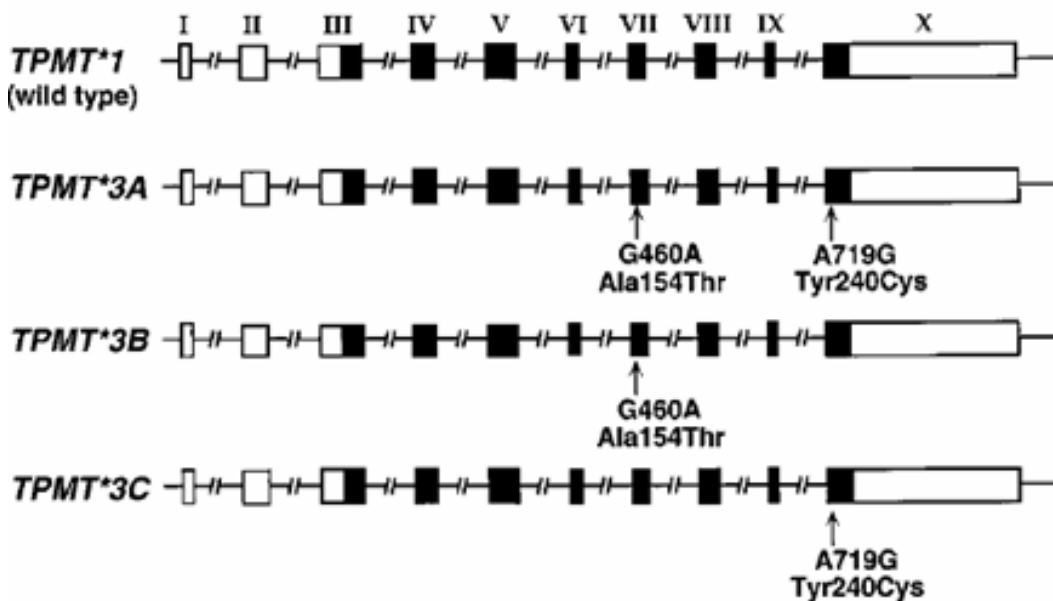 I II III IV V VI VII VIII IX X
TPMT*1
(wild type)
TPMT*3A
G460A
Ala154Thr
A719G
Tyr240Cys
TPMT*3B
G460A
Ala154Thr
TPMT*3C
A719G
Tyr240Cys